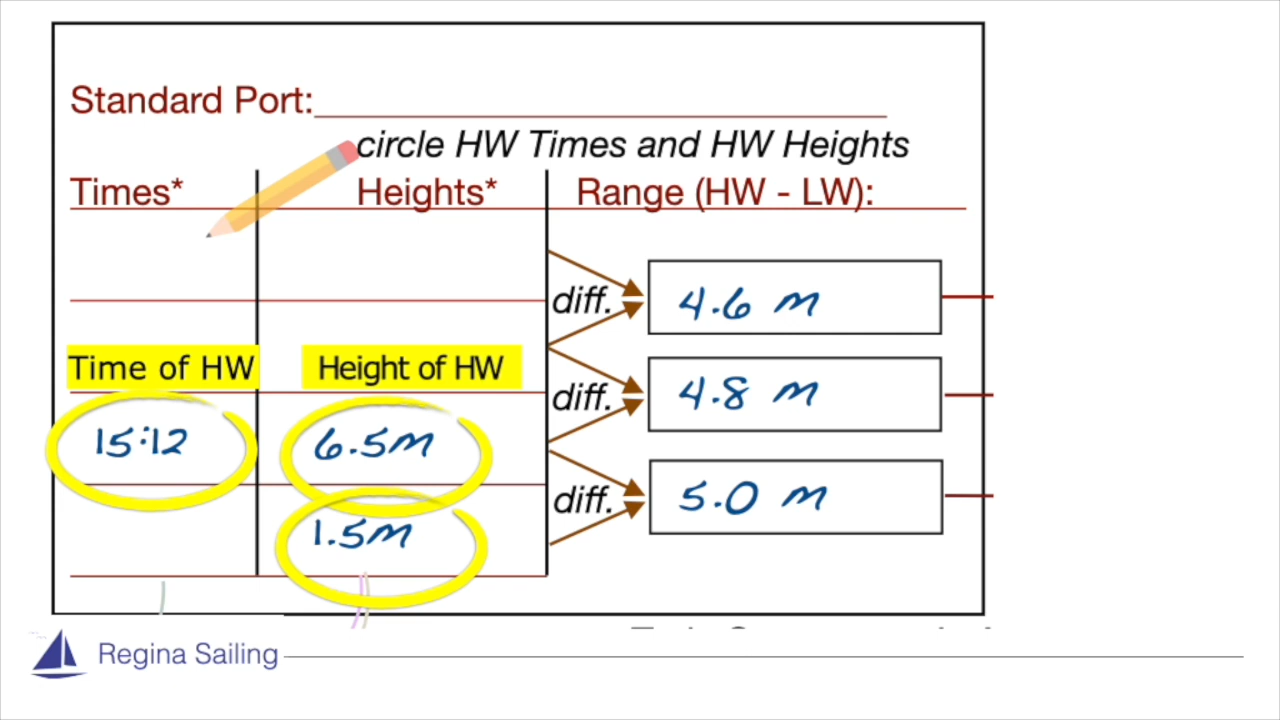 Standard Port:
circle HW Times and HW Heights
Times* Heights* Range (HW - LW):
diff. 4.6 m
Time of HW Height of HW
diff. 4.8 m
15:12 6.5m
diff. 5.0 m
1.5m
Regina Sailing